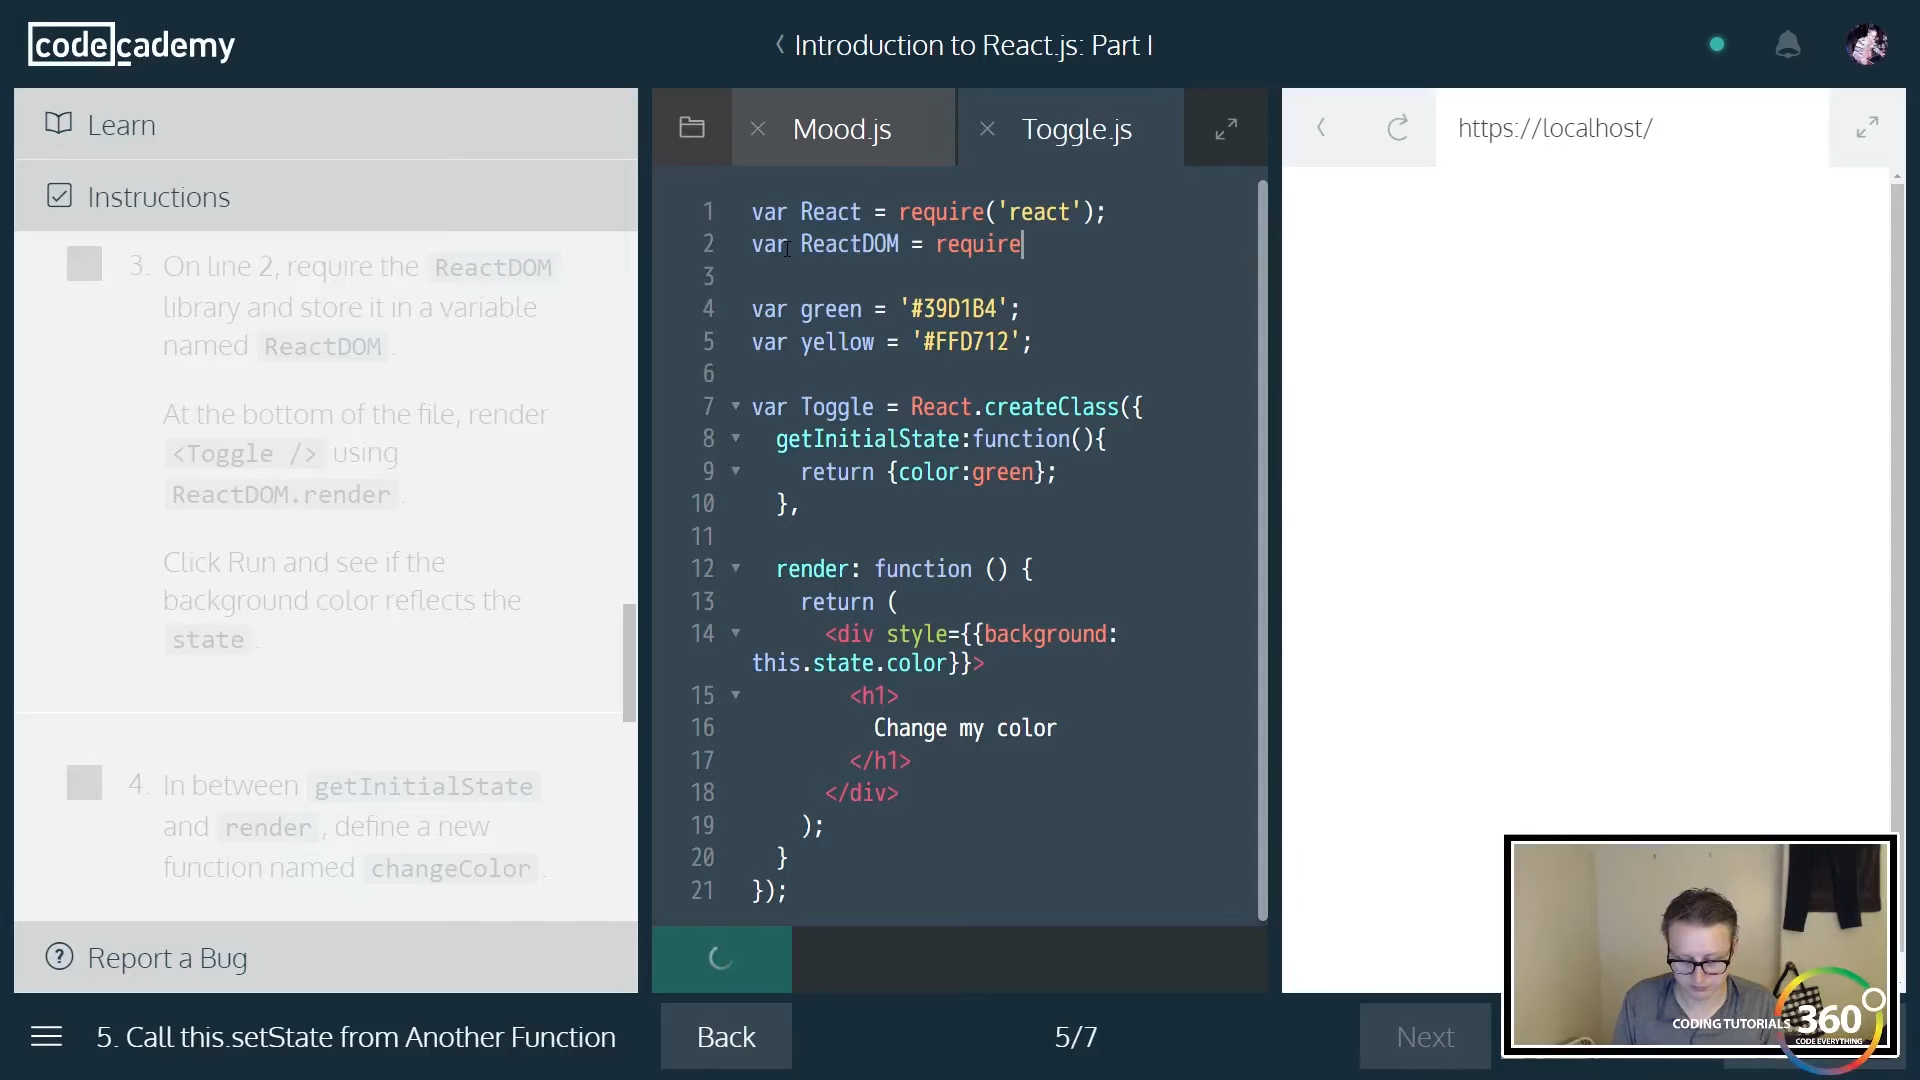 codecademy
Introduction to React.js: Part I
Learn
Instructions
3. On line 2, require the ReactDOM
library and store it in a variable
named ReactDOM.
At the bottom of the file, render
<Toggle /> using
ReactDOM.render.
Click Run and see if the
background color reflects the
state.
4. In between getInitialState
and render, define a new
function named changeColor.
Report a Bug
Mood.js
Toggle.js
1 var React = require('react');
2 var ReactDOM = require
3
4 var green = '#39D1B4';
5 var yellow = '#FFD712';
6
7 var Toggle = React.createClass({
8 getInitialState:function(){
9 return {color:green};
10 },
11
12 render: function () {
13 return (
14 <div style={{background:
this.state.color}}>
15 <h1>
16 Change my color
17 </h1>
18 </div>
19 );
20 }
21 });
https://localhost/
5. Call this.setState from Another Function
Back
5/7
Next
CODING TUTORIALS 360
CODE EVERYTHING